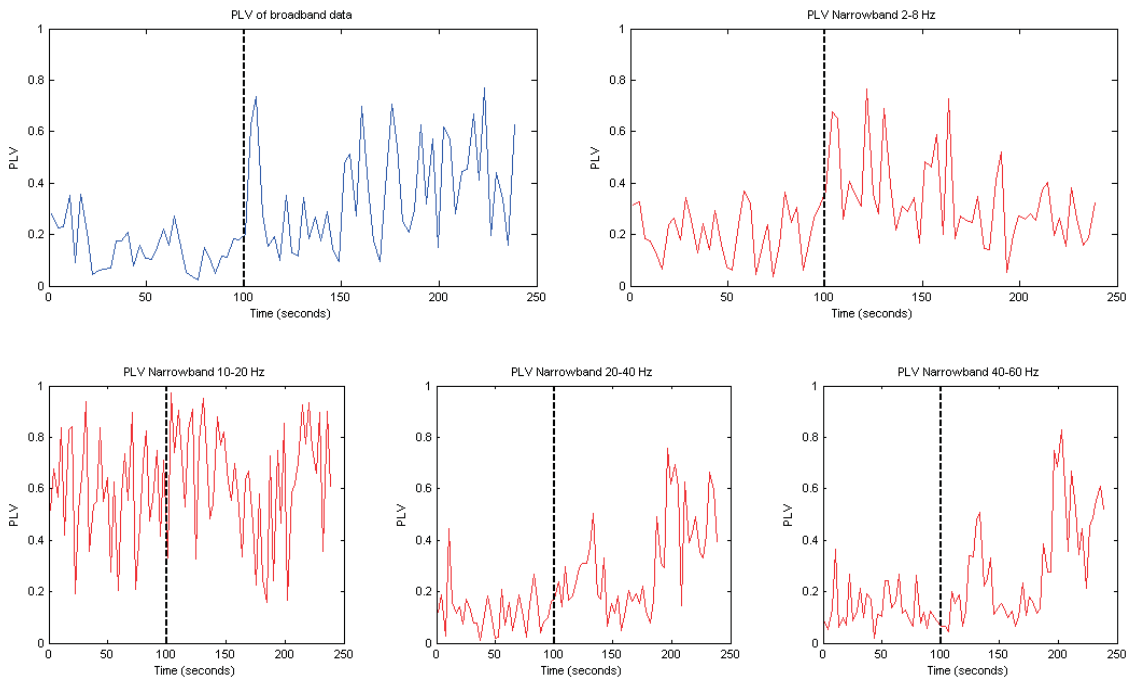 PLV of broadband data
1
0.8
0.6
0.4
0.2
0
PLV
0 50 100 150 200 250
Time (seconds)
PLV Narrowband 2-8 Hz
1
0.8
0.6
0.4
0.2
0
PLV
0 50 100 150 200 250
Time (seconds)
PLV Narrowband 10-20 Hz
1
0.8
0.6
0.4
0.2
0
PLV
0 50 100 150 200 250
Time (seconds)
PLV Narrowband 20-40 Hz
1
0.8
0.6
0.4
0.2
0
PLV
0 50 100 150 200 250
Time (seconds)
PLV Narrowband 40-60 Hz
1
0.8
0.6
0.4
0.2
0
PLV
0 50 100 150 200 250
Time (seconds)